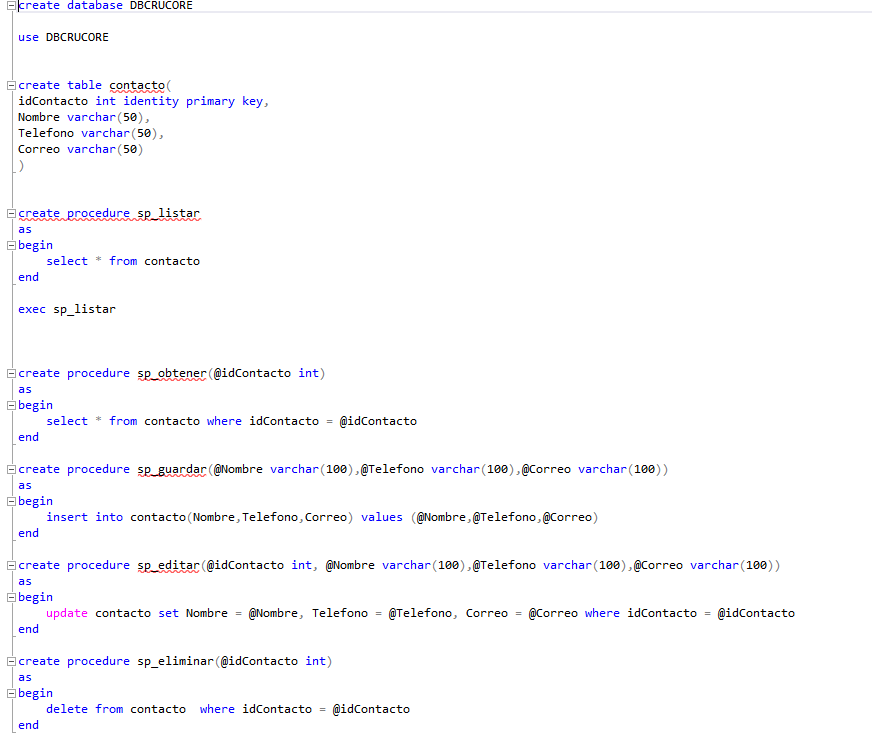 create database DBCRUCORE
use DBCRUCORE
create table contacto(
idContacto int identity primary key,
Nombre varchar(50),
Telefono varchar(50),
Correo varchar(50)
)
create procedure sp_listar
as
begin
select * from contacto
end
exec sp_listar
create procedure sp_obtener(@idContacto int)
as
begin
select * from contacto where idContacto = @idContacto
end
create procedure sp_guardar(@Nombre varchar(100),@Telefono varchar(100),@Correo varchar(100))
as
begin
insert into contacto(Nombre,Telefono,Correo) values (@Nombre,@Telefono,@Correo)
end
create procedure sp_editar(@idContacto int, @Nombre varchar(100),@Telefono varchar(100),@Correo varchar(100))
as
begin
update contacto set Nombre = @Nombre, Telefono = @Telefono, Correo = @Correo where idContacto = @idContacto
end
create procedure sp_eliminar(@idContacto int)
as
begin
delete from contacto  where idContacto = @idContacto
end